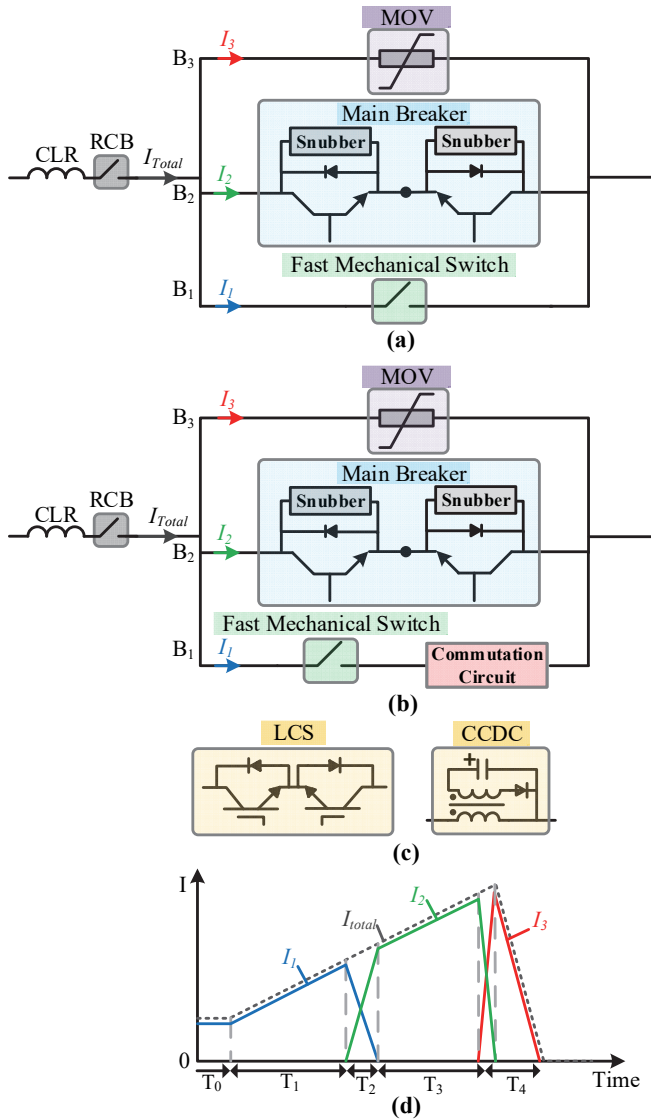 MOV
B3
I3
Main Breaker
Snubber
Snubber
CLR
RCB
ITotal
B2
I2
Fast Mechanical Switch
B1
I1
(a)
MOV
B3
I3
Main Breaker
Snubber
Snubber
CLR
RCB
ITotal
B2
I2
Fast Mechanical Switch
B1
I1
Commutation
Circuit
(b)
LCS
CCDC
+
(c)
I
Itotal
I2
I1
I3
0
T0
T1
T2
T3
T4
Time
(d)